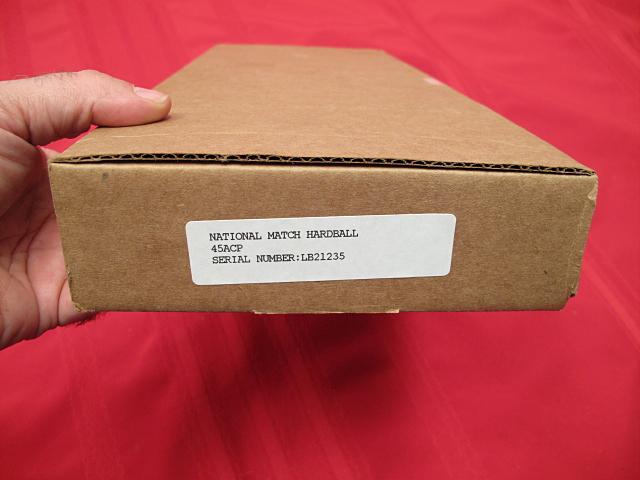 NATIONAL MATCH HARDBALL
45ACP
SERIAL NUMBER:LB21235